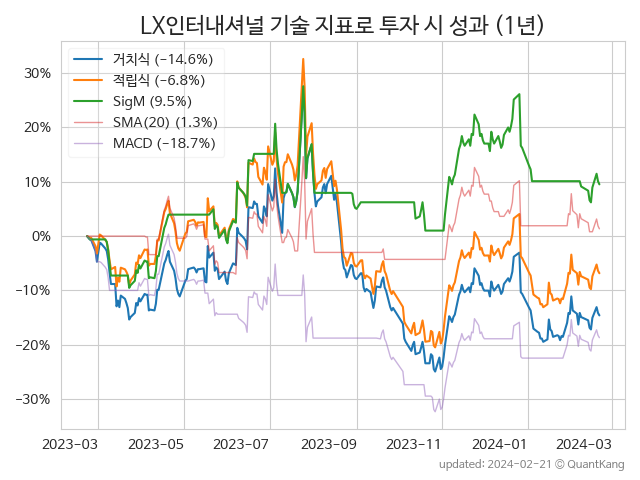 LX인터내셔널 기술 지표로 투자 시 성과 (1년)
거치식 (−14.6%)
적립식 (−6.8%)
SigM (9.5%)
SMA(20) (1.3%)
MACD (−18.7%)
30%
20%
10%
0%
−10%
−20%
−30%
2023-03 2023-05 2023-07 2023-09 2023-11 2024-01 2024-03
updated: 2024-02-21 © QuantKang